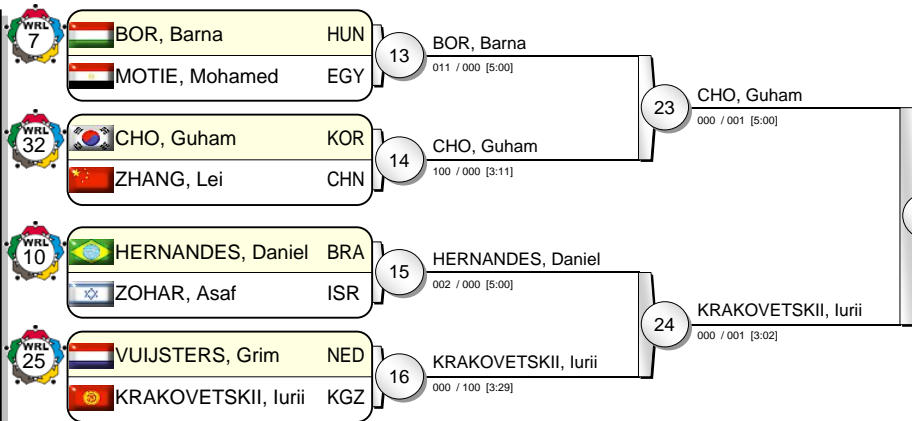 WRL
7
BOR, Barna HUN
MOTIE, Mohamed EGY
13
BOR, Barna
011 / 000 [5:00]
23
CHO, Guham
000 / 001 [5:00]
WRL
32
CHO, Guham KOR
ZHANG, Lei CHN
14
CHO, Guham
100 / 000 [3:11]
WRL
10
HERNANDES, Daniel BRA
ZOHAR, Asaf ISR
15
HERNANDES, Daniel
002 / 000 [5:00]
24
KRAKOVETSKII, Iurii
000 / 001 [3:02]
WRL
25
VUIJSTERS, Grim NED
KRAKOVETSKII, Iurii KGZ
16
KRAKOVETSKII, Iurii
000 / 100 [3:29]